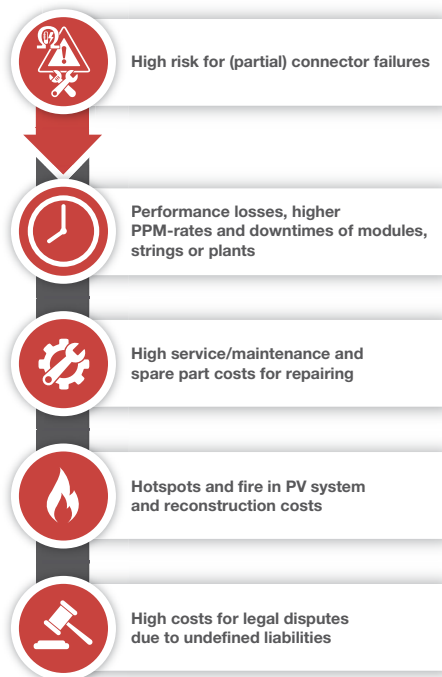 High risk for (partial) connector failures
Performance losses, higher
PPM-rates and downtimes of modules,
strings or plants
High service/maintenance and
spare part costs for repairing
Hotspots and fire in PV system
and reconstruction costs
High costs for legal disputes
due to undefined liabilities